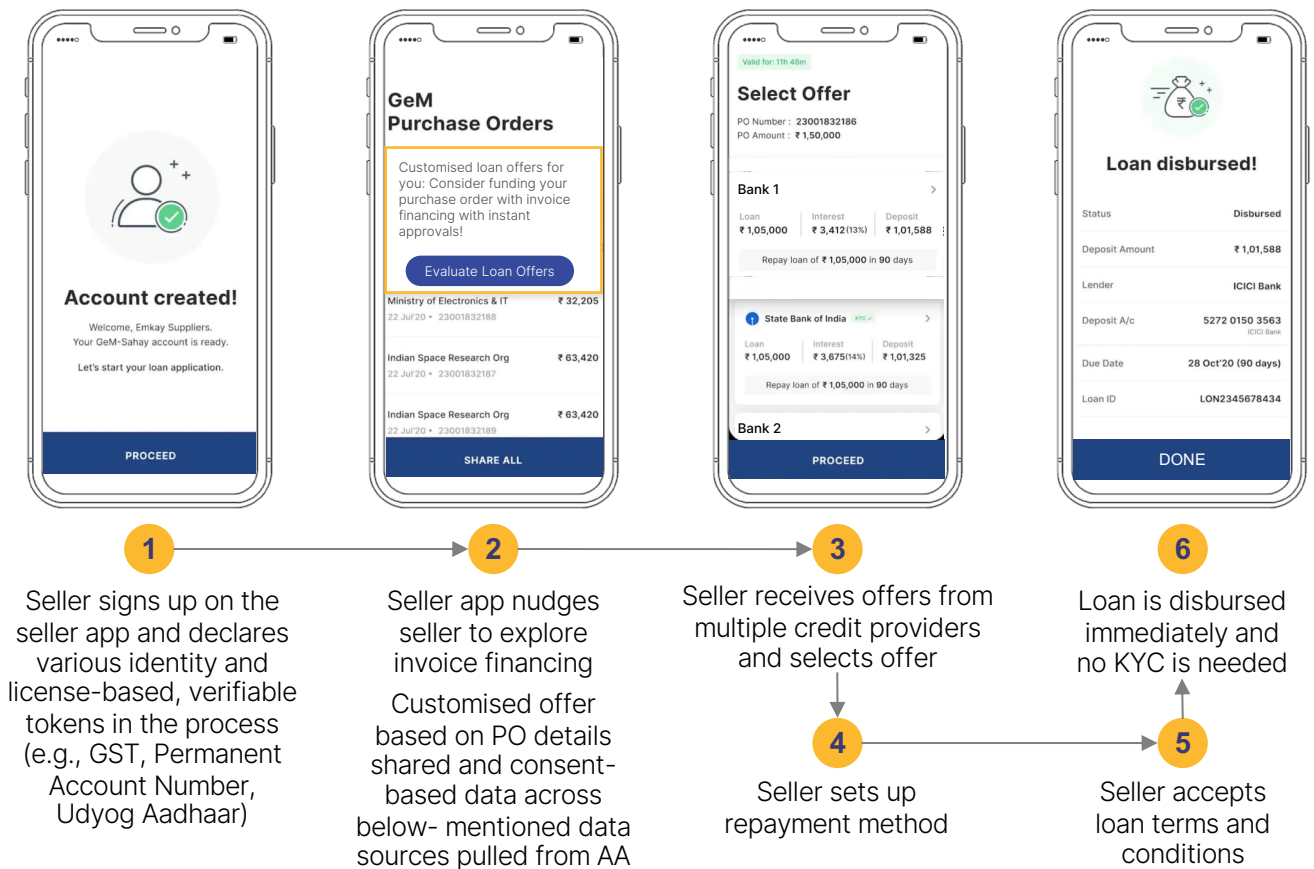 Account created!
Welcome, Emkay Suppliers.
Your GeM-Sahay account is ready.
Let's start your loan application.
PROCEED
GeM
Purchase Orders
Customised loan offers for
you: Consider funding your
purchase order with invoice
financing with instant
approvals!
Evaluate Loan Offers
Ministry of Electronics & IT ₹ 32,205
22 Jul'20 • 23001832188
Indian Space Research Org ₹ 63,420
22 Jul'20 • 23001832187
Indian Space Research Org ₹ 63,420
22 Jul'20 • 23001832189
SHARE ALL
Valid for: 11h 48m
Select Offer
PO Number : 23001832186
PO Amount : ₹ 1,50,000
Bank 1
Loan Interest Deposit
₹ 1,05,000 ₹ 3,412(13%) ₹ 1,01,588
Repay loan of ₹ 1,05,000 in 90 days
State Bank of India KYC ✓
Loan Interest Deposit
₹ 1,05,000 ₹ 3,675(14%) ₹ 1,01,325
Repay loan of ₹ 1,05,000 in 90 days
Bank 2
PROCEED
₹
Loan disbursed!
Status Disbursed
Deposit Amount ₹ 1,01,588
Lender ICICI Bank
Deposit A/c 5272 0150 3563
ICICI Bank
Due Date 28 Oct'20 (90 days)
Loan ID LON2345678434
DONE
1
Seller signs up on the
seller app and declares
various identity and
license-based, verifiable
tokens in the process
(e.g., GST, Permanent
Account Number,
Udyog Aadhaar)
2
Seller app nudges
seller to explore
invoice financing
Customised offer
based on PO details
shared and consent-
based data across
below- mentioned data
sources pulled from AA
3
Seller receives offers from
multiple credit providers
and selects offer
4
Seller sets up
repayment method
5
Seller accepts
loan terms and
conditions
6
Loan is disbursed
immediately and
no KYC is needed